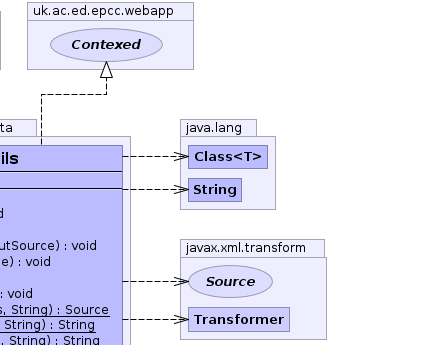 uk.ac.ed.epcc.webapp
Contexed
ta
java.lang
ils
Class<T>
String
d
utSource) : void
e) : void
: void
s, String) : Source
String) : String
s, String) : String
javax.xml.transform
Source
Transformer